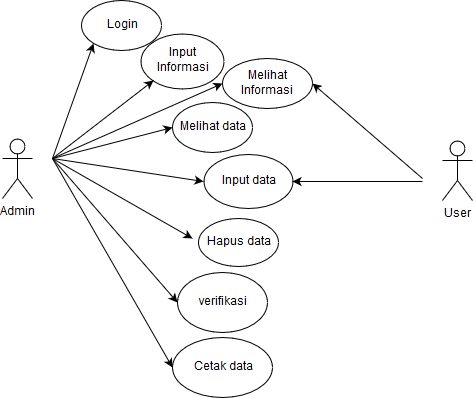 Login
Input
Informasi
Melihat
Informasi
Melihat data
Input data
Hapus data
verifikasi
Cetak data
Admin
User